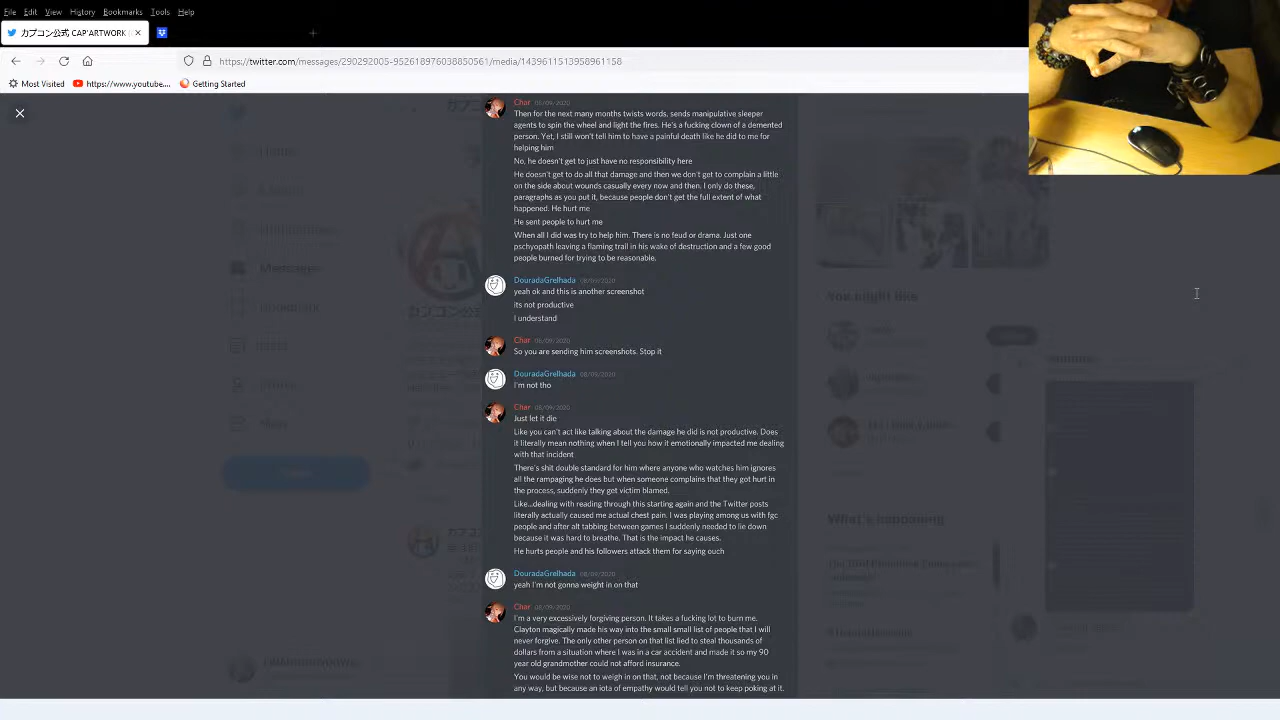 File Edit View History Bookmarks Tools Help
カプコン公式 CAP'ARTWORK
https://twitter.com/messages/290292005-952618976038850561/media/1439611513958961158
Most Visited https://www.youtube... Getting Started
Char 08/09/2020
Then for the next many months twists words, sends manipulative sleeper
agents to spin the wheel and light the fires. He's a fucking clown of a demented
person. Yet, I still won't tell him to have a painful death like he did to me for
helping him
No, he doesn't get to just have no responsibility here
He doesn't get to do all that damage and then we don't get to complain a little
on the side about wounds casually every now and then. I only do these,
paragraphs as you put it, because people don't get the full extent of what
happened. He hurt me
He sent people to hurt me
When all I did was try to help him. There is no feud or drama. Just one
pschyopath leaving a flaming trail in his wake of destruction and a few good
people burned for trying to be reasonable.
DouradaGrelhada 08/09/2020
yeah ok and this is another screenshot
its not productive
I understand
Char 08/09/2020
So you are sending him screenshots. Stop it
DouradaGrelhada 08/09/2020
I'm not tho
Char 08/09/2020
Just let it die
Like you can't act like talking about the damage he did is not productive. Does
it literally mean nothing when I tell you how it emotionally impacted me dealing
with that incident
There's shit double standard for him where anyone who watches him ignores
all the rampaging he does but when someone complains that they got hurt in
the process, suddenly they get victim blamed.
Like...dealing with reading through this starting again and the Twitter posts
literally actually caused me actual chest pain. I was playing among us with fgc
people and after alt tabbing between games I suddenly needed to lie down
because it was hard to breathe. That is the impact he causes.
He hurts people and his followers attack them for saying ouch
DouradaGrelhada 08/09/2020
yeah I'm not gonna weight in on that
Char 08/09/2020
I'm a very excessively forgiving person. It takes a fucking lot to burn me.
Clayton magically made his way into the small small list of people that I will
never forgive. The only other person on that list lied to steal thousands of
dollars from a situation where I was in a car accident and made it so my 90
year old grandmother could not afford insurance.
You would be wise not to weigh in on that, not because I'm threatening you in
any way, but because an iota of empathy would tell you not to keep poking at it.
You might like
What's happening